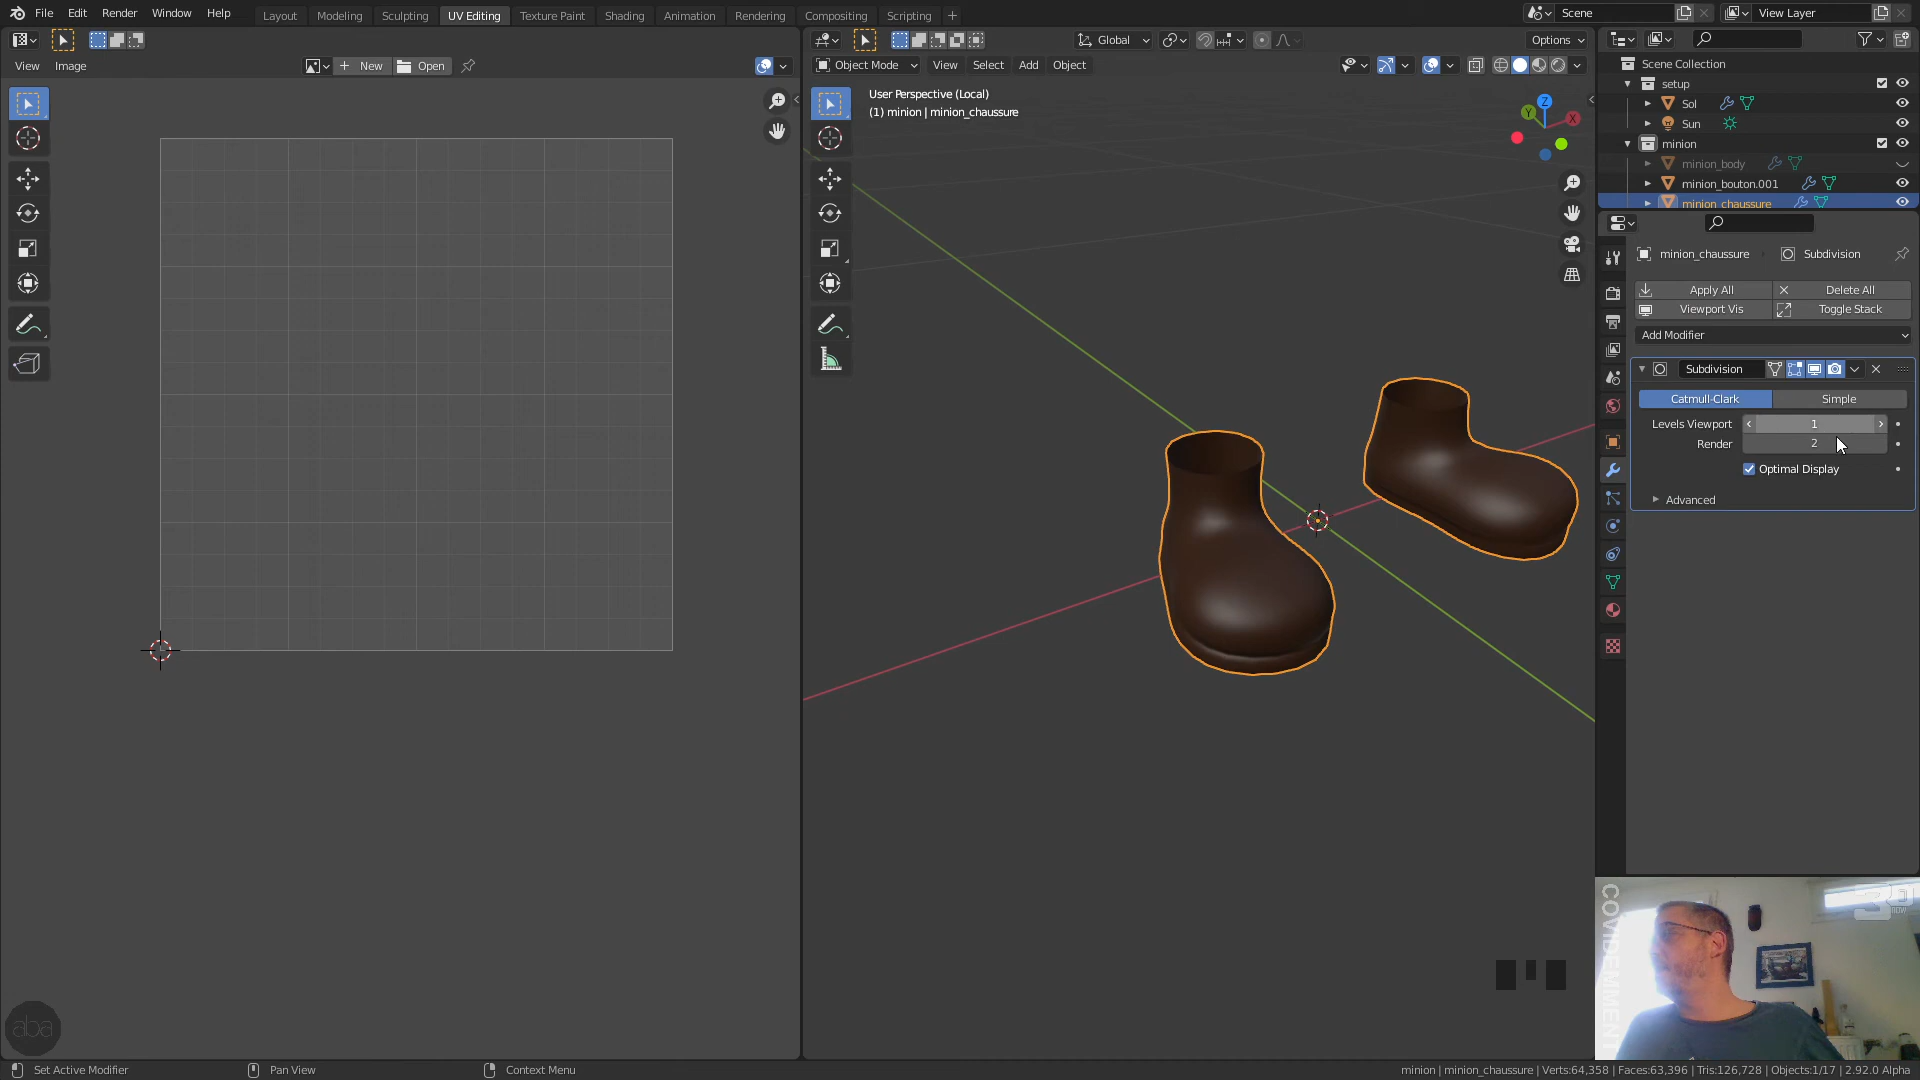 File Edit Render Window Help Layout Modeling Sculpting UV Editing Texture Paint Shading Animation Rendering Compositing Scripting + Scene View Layer
Global Options
View Image + New Open
Object Mode View Select Add Object
User Perspective (Local)
(1) minion | minion_chaussure
Z
Y
X
Scene Collection
setup
Sol
Sun
minion
minion_body
minion_bouton.001
minion_chaussure
minion_chaussure Subdivision
Apply All Delete All
Viewport Vis Toggle Stack
Add Modifier
Subdivision
Catmull-Clark Simple
Levels Viewport 1
Render 2
Optimal Display
Advanced
COVIDEMMENT
3D
aba
Set Active Modifier Pan View Context Menu minion | minion_chaussure | Verts:64,358 | Faces:63,396 | Tris:126,728 | Objects:1/17 | 2.92.0 Alpha